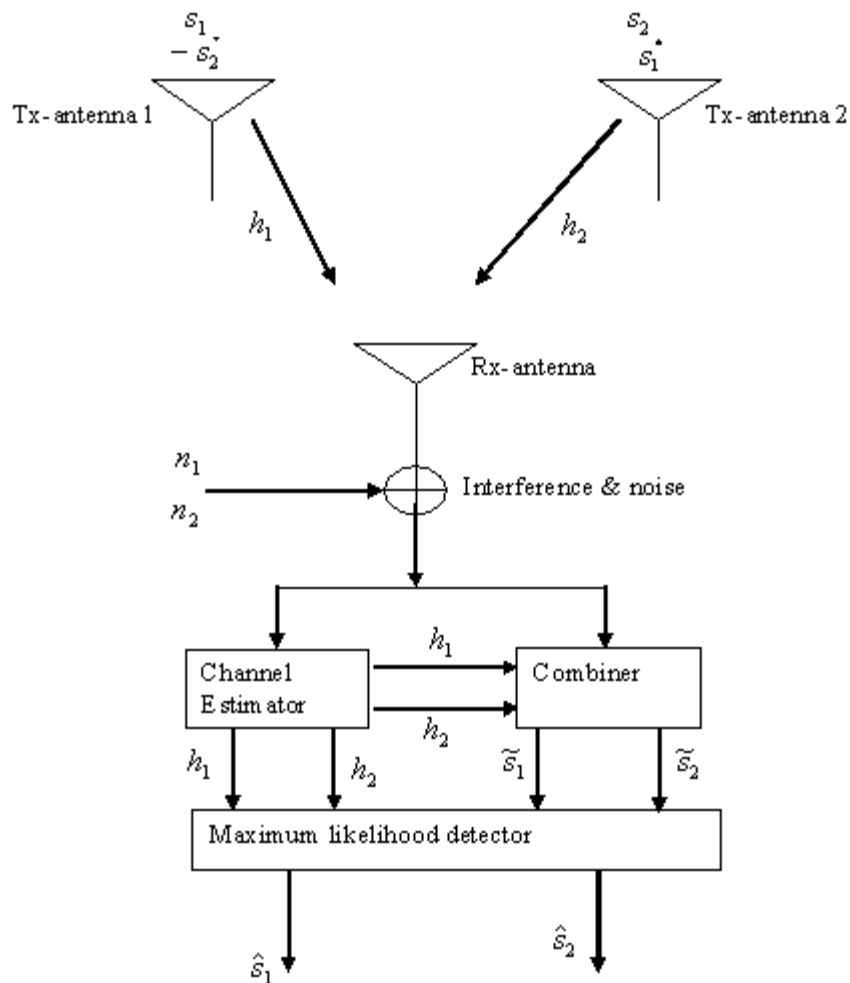 s₁ s₂
− s₂* s₁*
Tx-antenna 1 Tx-antenna 2
h₁ h₂
Rx-antenna
n₁
Interference & noise
n₂
h₁
Channel Estimator Combiner
h₂
h₁ h₂ s̃₁ s̃₂
Maximum likelihood detector
ŝ₁ ŝ₂